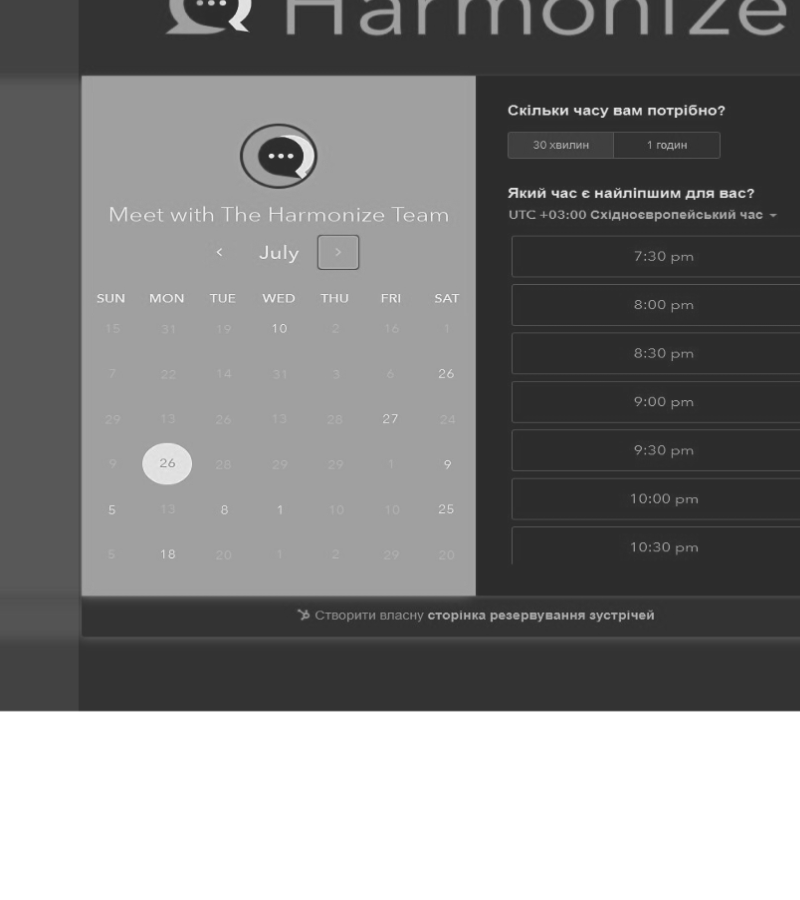 Harmonize
Meet with The Harmonize Team
July
SUN MON TUE WED THU FRI SAT
15 31 19 10 2 16 1
7 22 14 31 3 6 26
29 13 26 13 28 27 24
9 26 28 29 29 1 9
5 13 8 1 10 10 25
5 18 20 1 2 29 20
Скільки часу вам потрібно?
30 хвилин 1 годин
Який час є найліпшим для вас?
UTC +03:00 Східноєвропейський час
7:30 pm
8:00 pm
8:30 pm
9:00 pm
9:30 pm
10:00 pm
10:30 pm
Створити власну сторінка резервування зустрічей